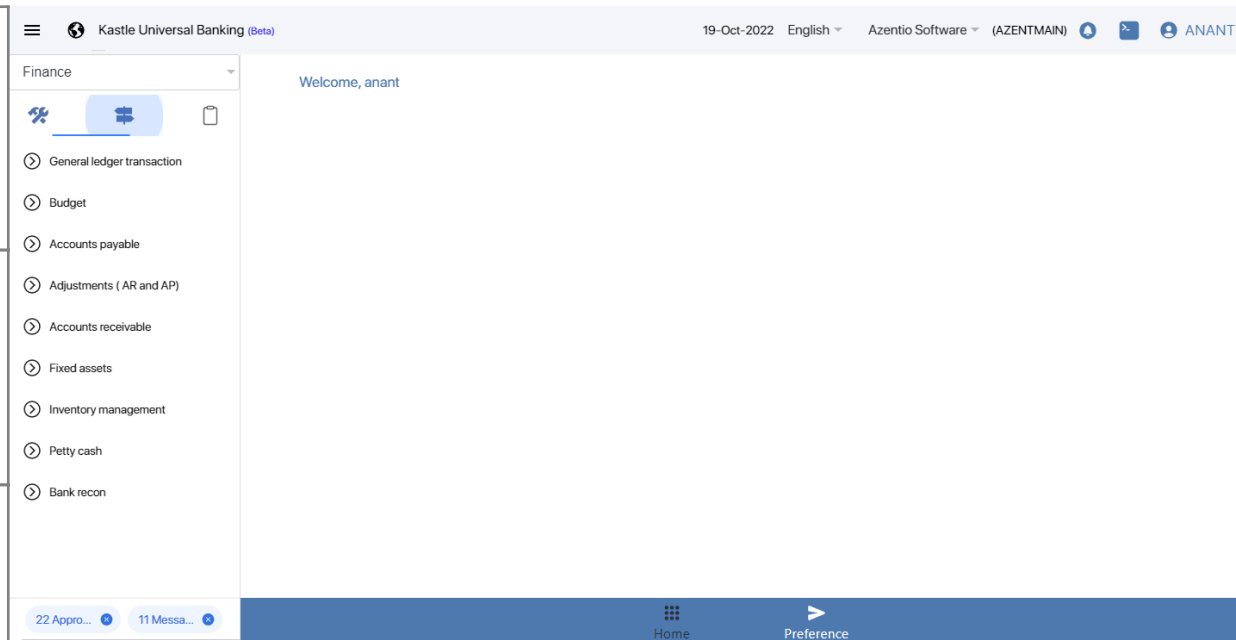 Kastle Universal Banking (Beta)
19-Oct-2022 English Azentio Software (AZENTMAIN) ANANT
Finance
Welcome, anant
General ledger transaction
Budget
Accounts payable
Adjustments ( AR and AP)
Accounts receivable
Fixed assets
Inventory management
Petty cash
Bank recon
22 Appro... 11 Messa...
Home Preference